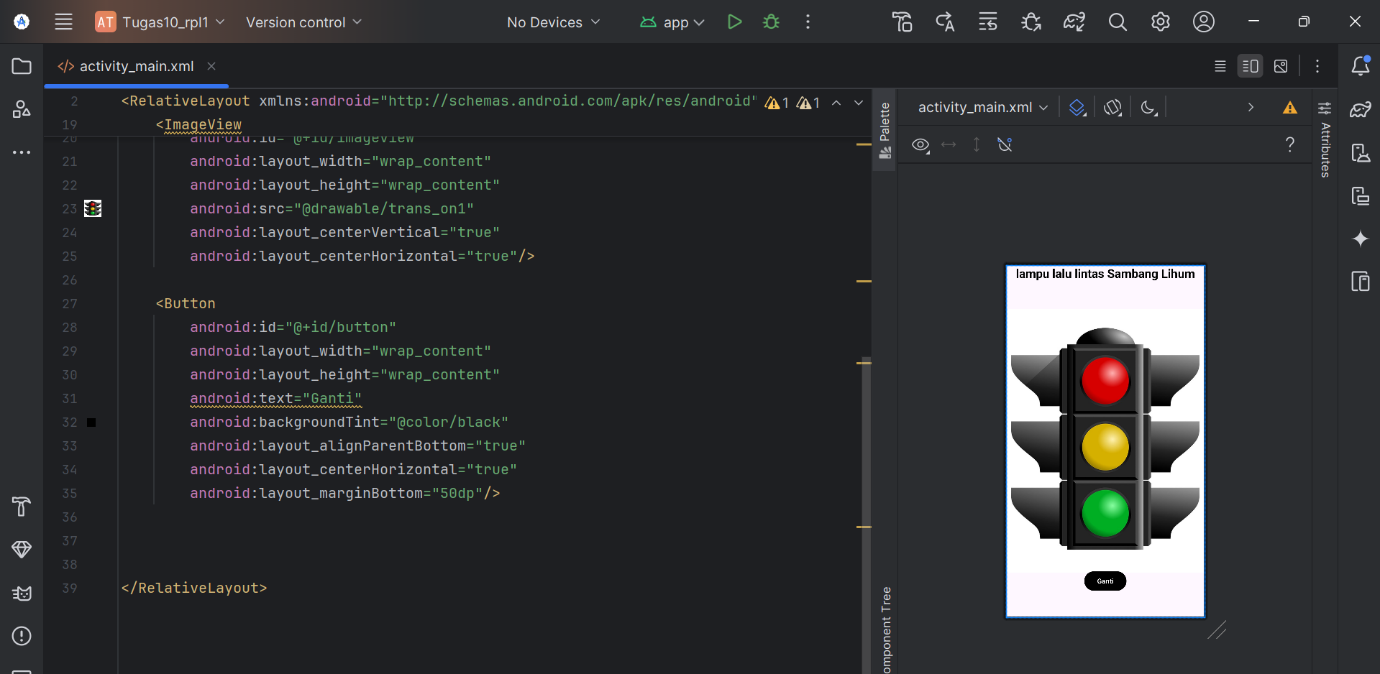 AT Tugas10_rpl1 Version control No Devices app
activity_main.xml
2 <RelativeLayout xmlns:android="http://schemas.android.com/apk/res/android" 1 1
19 <ImageView
20 android:id="@+id/imageView"
21 android:layout_width="wrap_content"
22 android:layout_height="wrap_content"
23 android:src="@drawable/trans_on1"
24 android:layout_centerVertical="true"
25 android:layout_centerHorizontal="true"/>
26
27 <Button
28 android:id="@+id/button"
29 android:layout_width="wrap_content"
30 android:layout_height="wrap_content"
31 android:text="Ganti"
32 android:backgroundTint="@color/black"
33 android:layout_alignParentBottom="true"
34 android:layout_centerHorizontal="true"
35 android:layout_marginBottom="50dp"/>
36
37
38
39 </RelativeLayout>
Palette
omponent Tree
activity_main.xml
?
lampu lalu lintas Sambang Lihum
Ganti
Attributes